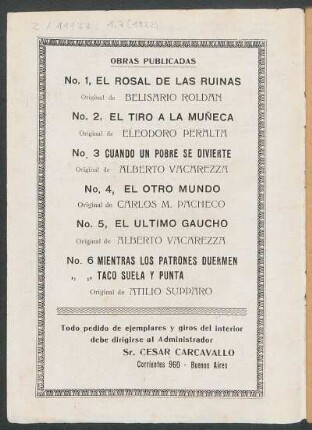 Z / 11127 1,7 (1922)
OBRAS PUBLICADAS
No. 1, EL ROSAL DE LAS RUINAS
Original de BELISARIO ROLDAN
No. 2, EL TIRO A LA MUÑECA
Original de ELEODORO PERALTA
No. 3 CUANDO UN POBRE SE DIVIERTE
Original de ALBERTO VACAREZZA
No. 4, EL OTRO MUNDO
Original de CARLOS M. PACHECO
No. 5, EL ULTIMO GAUCHO
Original de ALBERTO VACAREZZA
No. 6 MIENTRAS LOS PATRONES DUERMEN
„ „ TACO SUELA Y PUNTA
Original de ATILIO SUPPARO
Todo pedido de ejemplares y giros del interior
debe dirigirse al Administrador
Sr. CESAR CARCAVALLO
Corrientes 960 - Buenos Aires